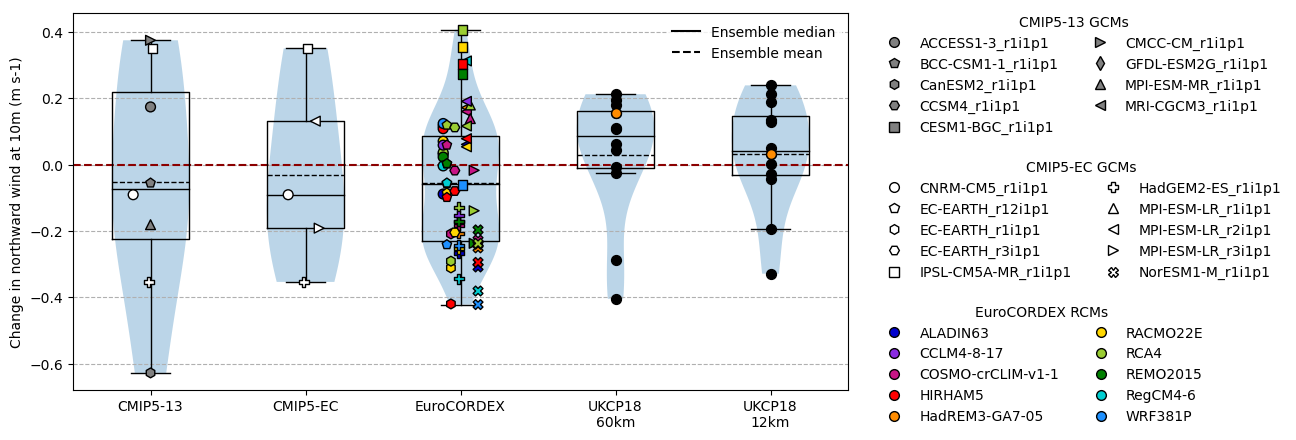 Change in northward wind at 10m (m s-1)
0.4
0.2
0.0
−0.2
−0.4
−0.6
Ensemble median
Ensemble mean
CMIP5-13
CMIP5-EC
EuroCORDEX
UKCP18
60km
UKCP18
12km
CMIP5-13 GCMs
ACCESS1-3_r1i1p1
BCC-CSM1-1_r1i1p1
CanESM2_r1i1p1
CCSM4_r1i1p1
CESM1-BGC_r1i1p1
CMCC-CM_r1i1p1
GFDL-ESM2G_r1i1p1
MPI-ESM-MR_r1i1p1
MRI-CGCM3_r1i1p1
CMIP5-EC GCMs
CNRM-CM5_r1i1p1
EC-EARTH_r12i1p1
EC-EARTH_r1i1p1
EC-EARTH_r3i1p1
IPSL-CM5A-MR_r1i1p1
HadGEM2-ES_r1i1p1
MPI-ESM-LR_r1i1p1
MPI-ESM-LR_r2i1p1
MPI-ESM-LR_r3i1p1
NorESM1-M_r1i1p1
EuroCORDEX RCMs
ALADIN63
CCLM4-8-17
COSMO-crCLIM-v1-1
HIRHAM5
HadREM3-GA7-05
RACMO22E
RCA4
REMO2015
RegCM4-6
WRF381P